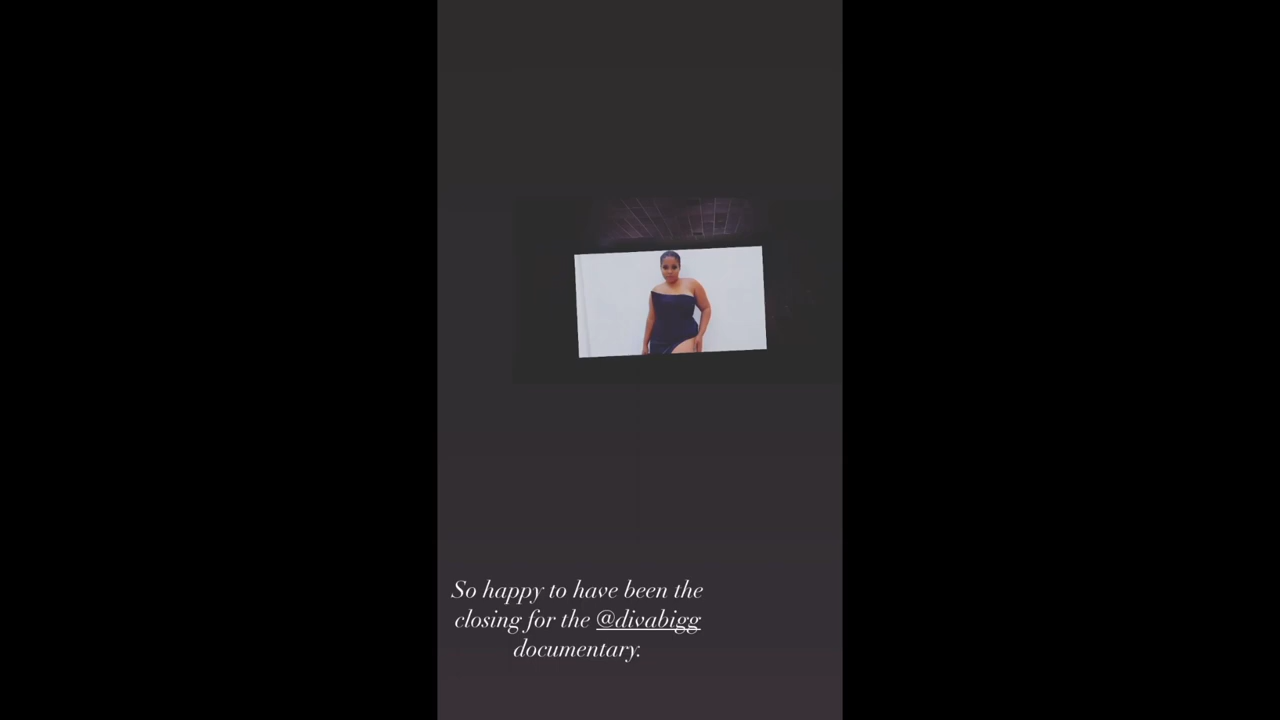 So happy to have been the
closing for the @divabigg
documentary.